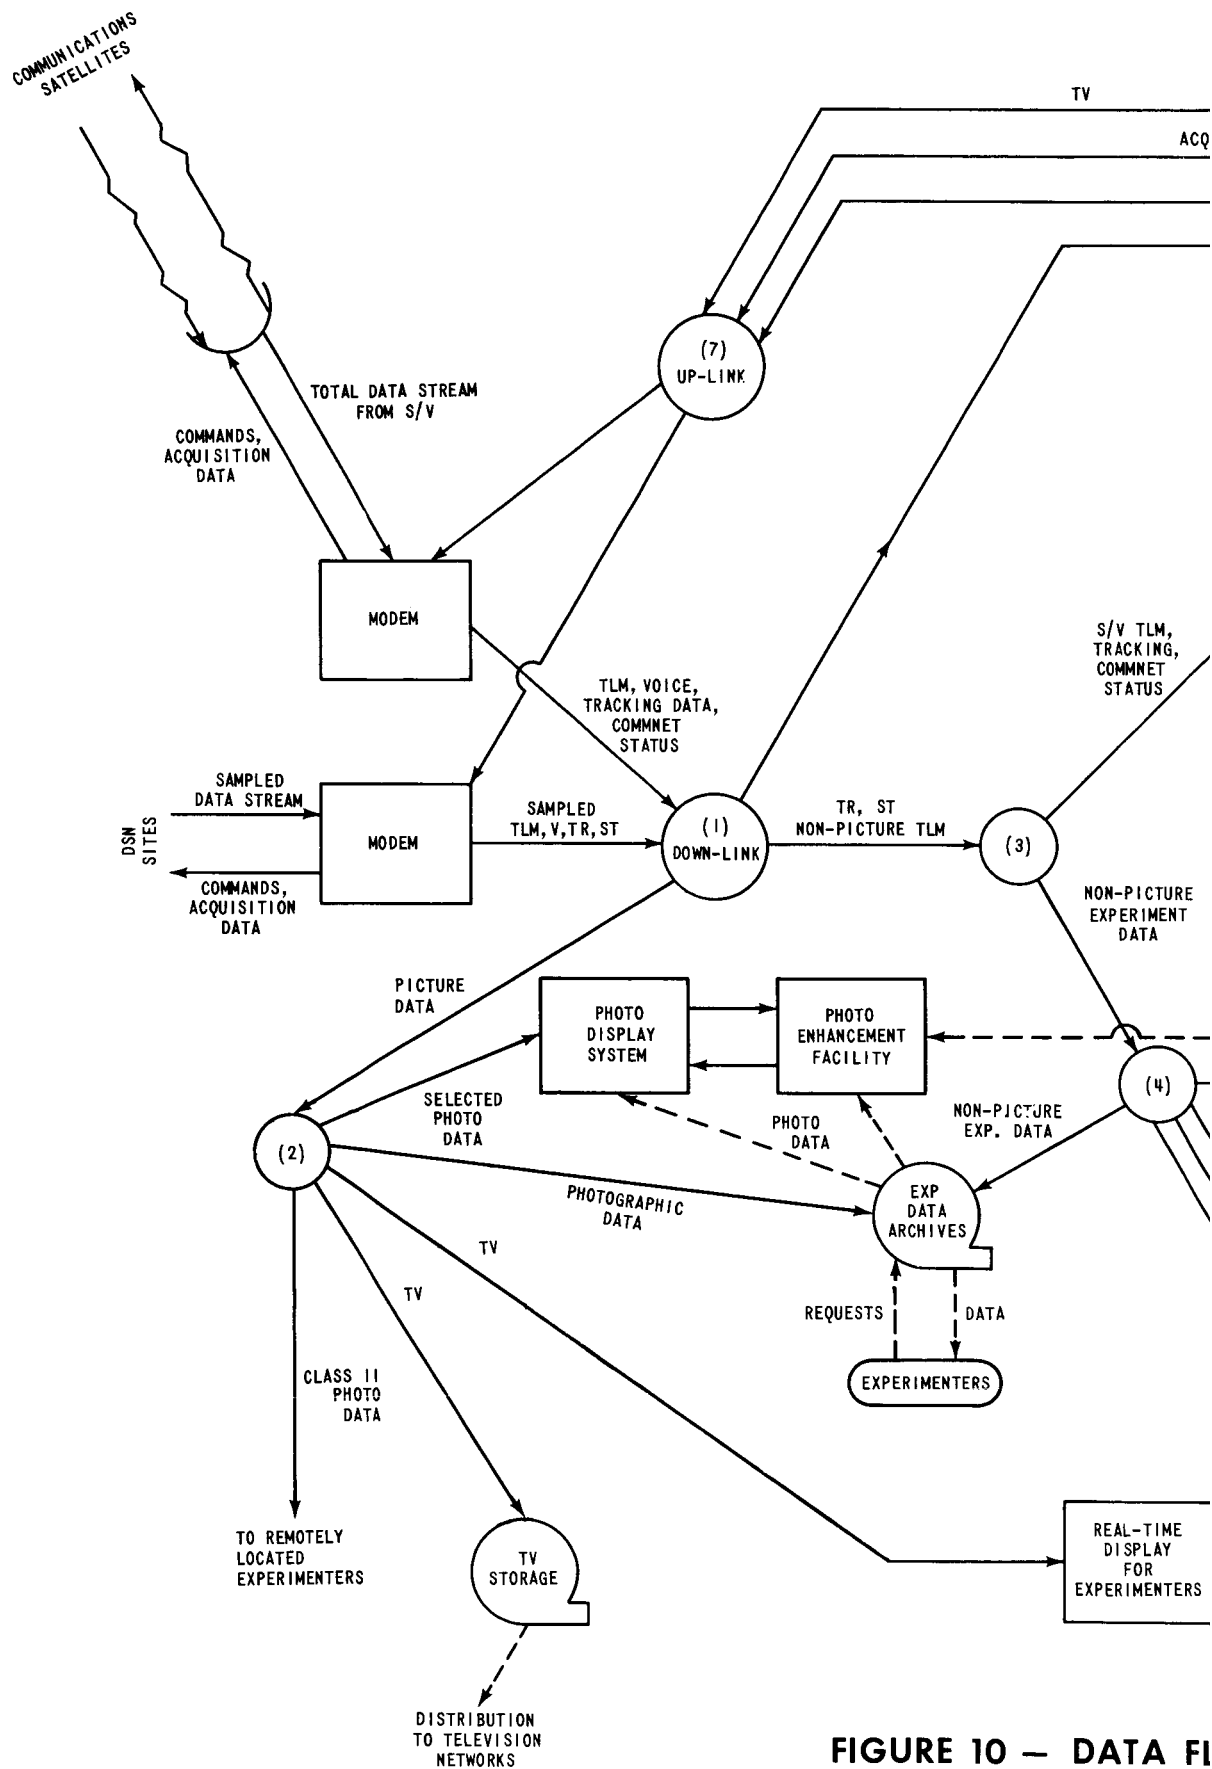 COMMUNICATIONS
SATELLITES
TV
ACQ
(7)
UP-LINK
TOTAL DATA STREAM
FROM S/V
COMMANDS,
ACQUISITION
DATA
MODEM
S/V TLM,
TRACKING,
COMMNET
STATUS
TLM, VOICE,
TRACKING DATA,
COMMNET
STATUS
SAMPLED
DATA STREAM
DSN
SITES
MODEM
SAMPLED
TLM,V,TR,ST
(1)
DOWN-LINK
TR, ST
NON-PICTURE TLM
(3)
COMMANDS,
ACQUISITION
DATA
NON-PICTURE
EXPERIMENT
DATA
PICTURE
DATA
PHOTO
DISPLAY
SYSTEM
PHOTO
ENHANCEMENT
FACILITY
(4)
SELECTED
PHOTO
DATA
PHOTO
DATA
NON-PICTURE
EXP. DATA
(2)
PHOTOGRAPHIC
DATA
EXP
DATA
ARCHIVES
TV
TV
REQUESTS
DATA
EXPERIMENTERS
CLASS II
PHOTO
DATA
TO REMOTELY
LOCATED
EXPERIMENTERS
TV
STORAGE
REAL-TIME
DISPLAY
FOR
EXPERIMENTERS
DISTRIBUTION
TO TELEVISION
NETWORKS
FIGURE 10 — DATA FL